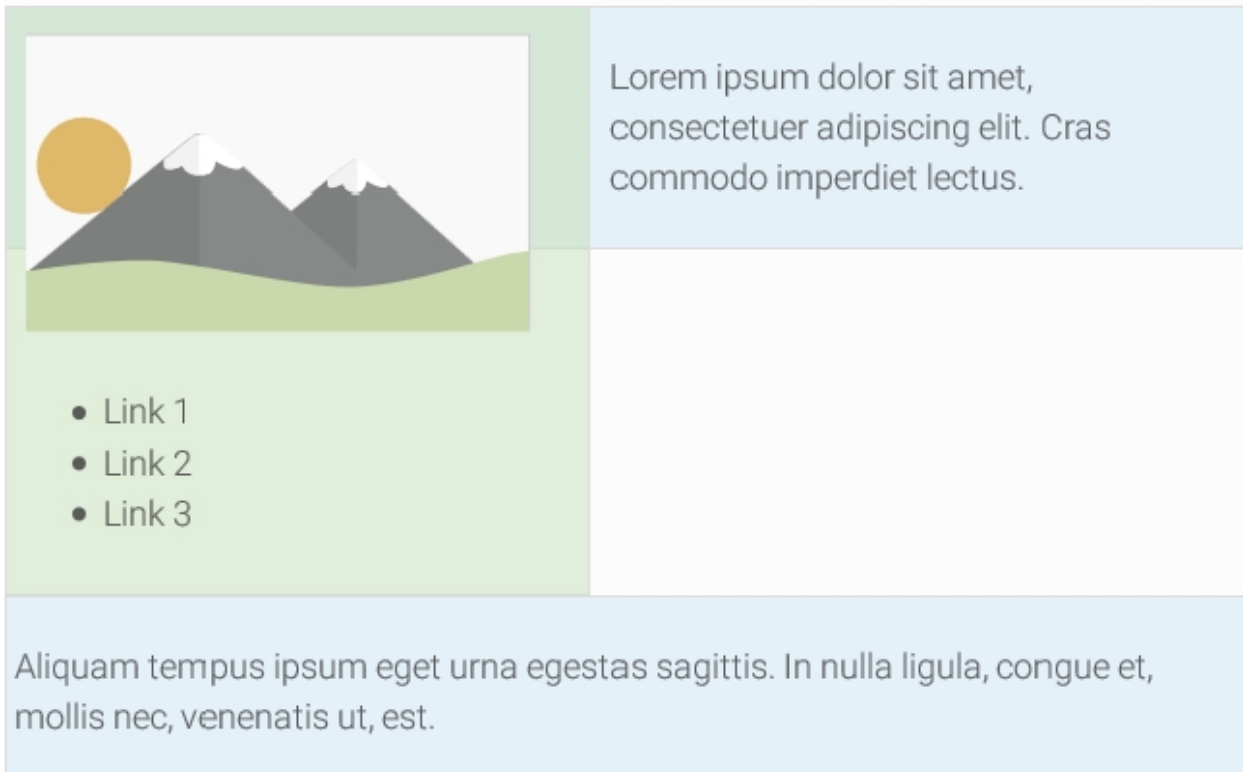 Lorem ipsum dolor sit amet,
consectetuer adipiscing elit. Cras
commodo imperdiet lectus.
Link 1
Link 2
Link 3
Aliquam tempus ipsum eget urna egestas sagittis. In nulla ligula, congue et,
mollis nec, venenatis ut, est.